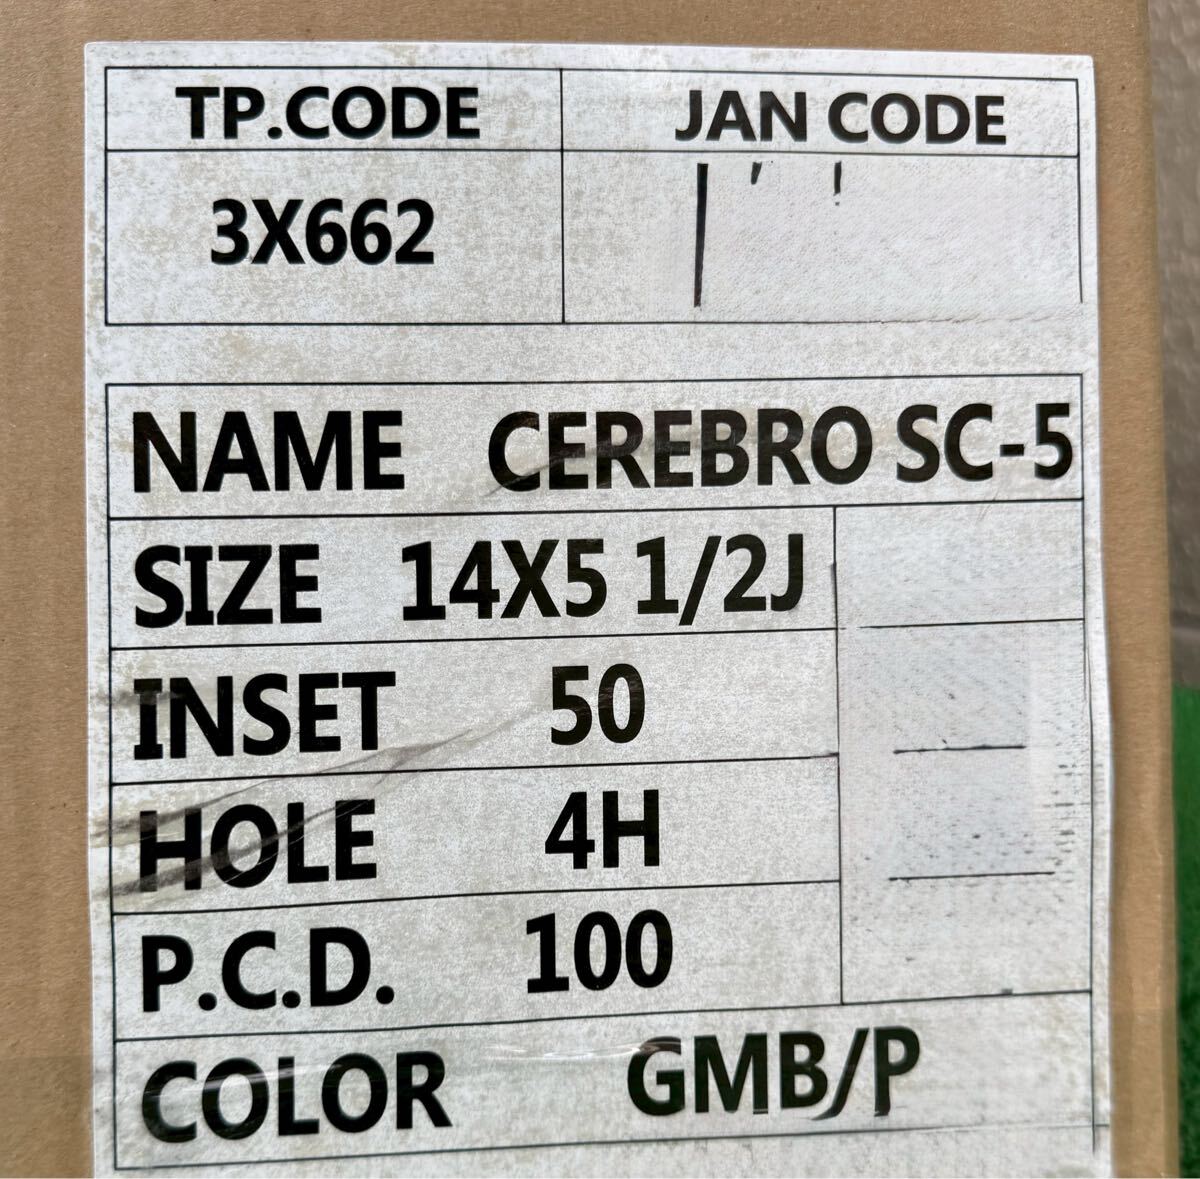 TP.CODE JAN CODE
3X662
NAME CEREBRO SC-5
SIZE 14X5 1/2J
INSET 50
HOLE 4H
P.C.D. 100
COLOR GMB/P